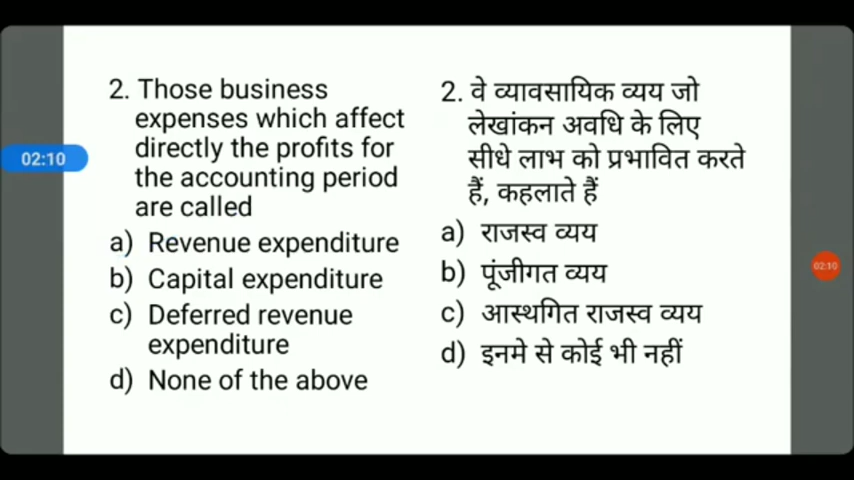 2. Those business
expenses which affect
directly the profits for
the accounting period
are called
a) Revenue expenditure
b) Capital expenditure
c) Deferred revenue
expenditure
d) None of the above
2. वे व्यावसायिक व्यय जो
लेखांकन अवधि के लिए
सीधे लाभ को प्रभावित करते
हैं, कहलाते हैं
a) राजस्व व्यय
b) पूंजीगत व्यय
c) आस्थगित राजस्व व्यय
d) इनमे से कोई भी नहीं
02:10
02:10